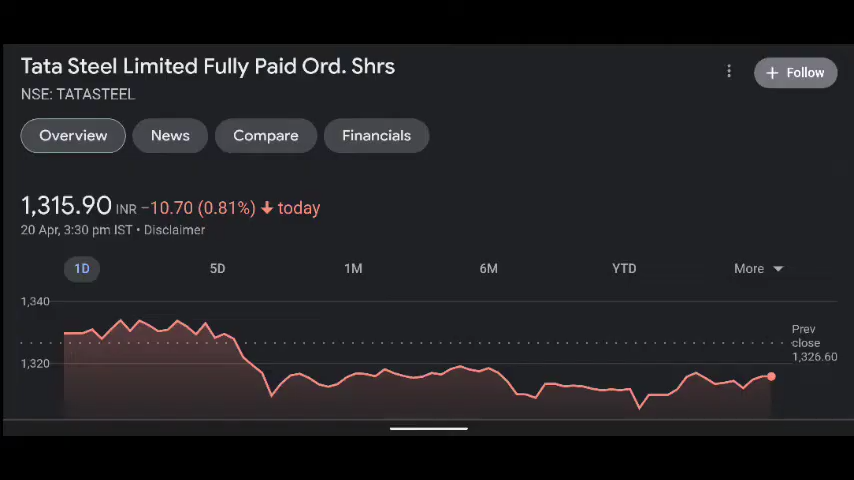 Tata Steel Limited Fully Paid Ord. Shrs
+ Follow
NSE: TATASTEEL
Overview News Compare Financials
1,315.90 INR −10.70 (0.81%) ↓ today
20 Apr, 3:30 pm IST • Disclaimer
1D 5D 1M 6M YTD More
1,340
Prev
close
1,326.60
1,320